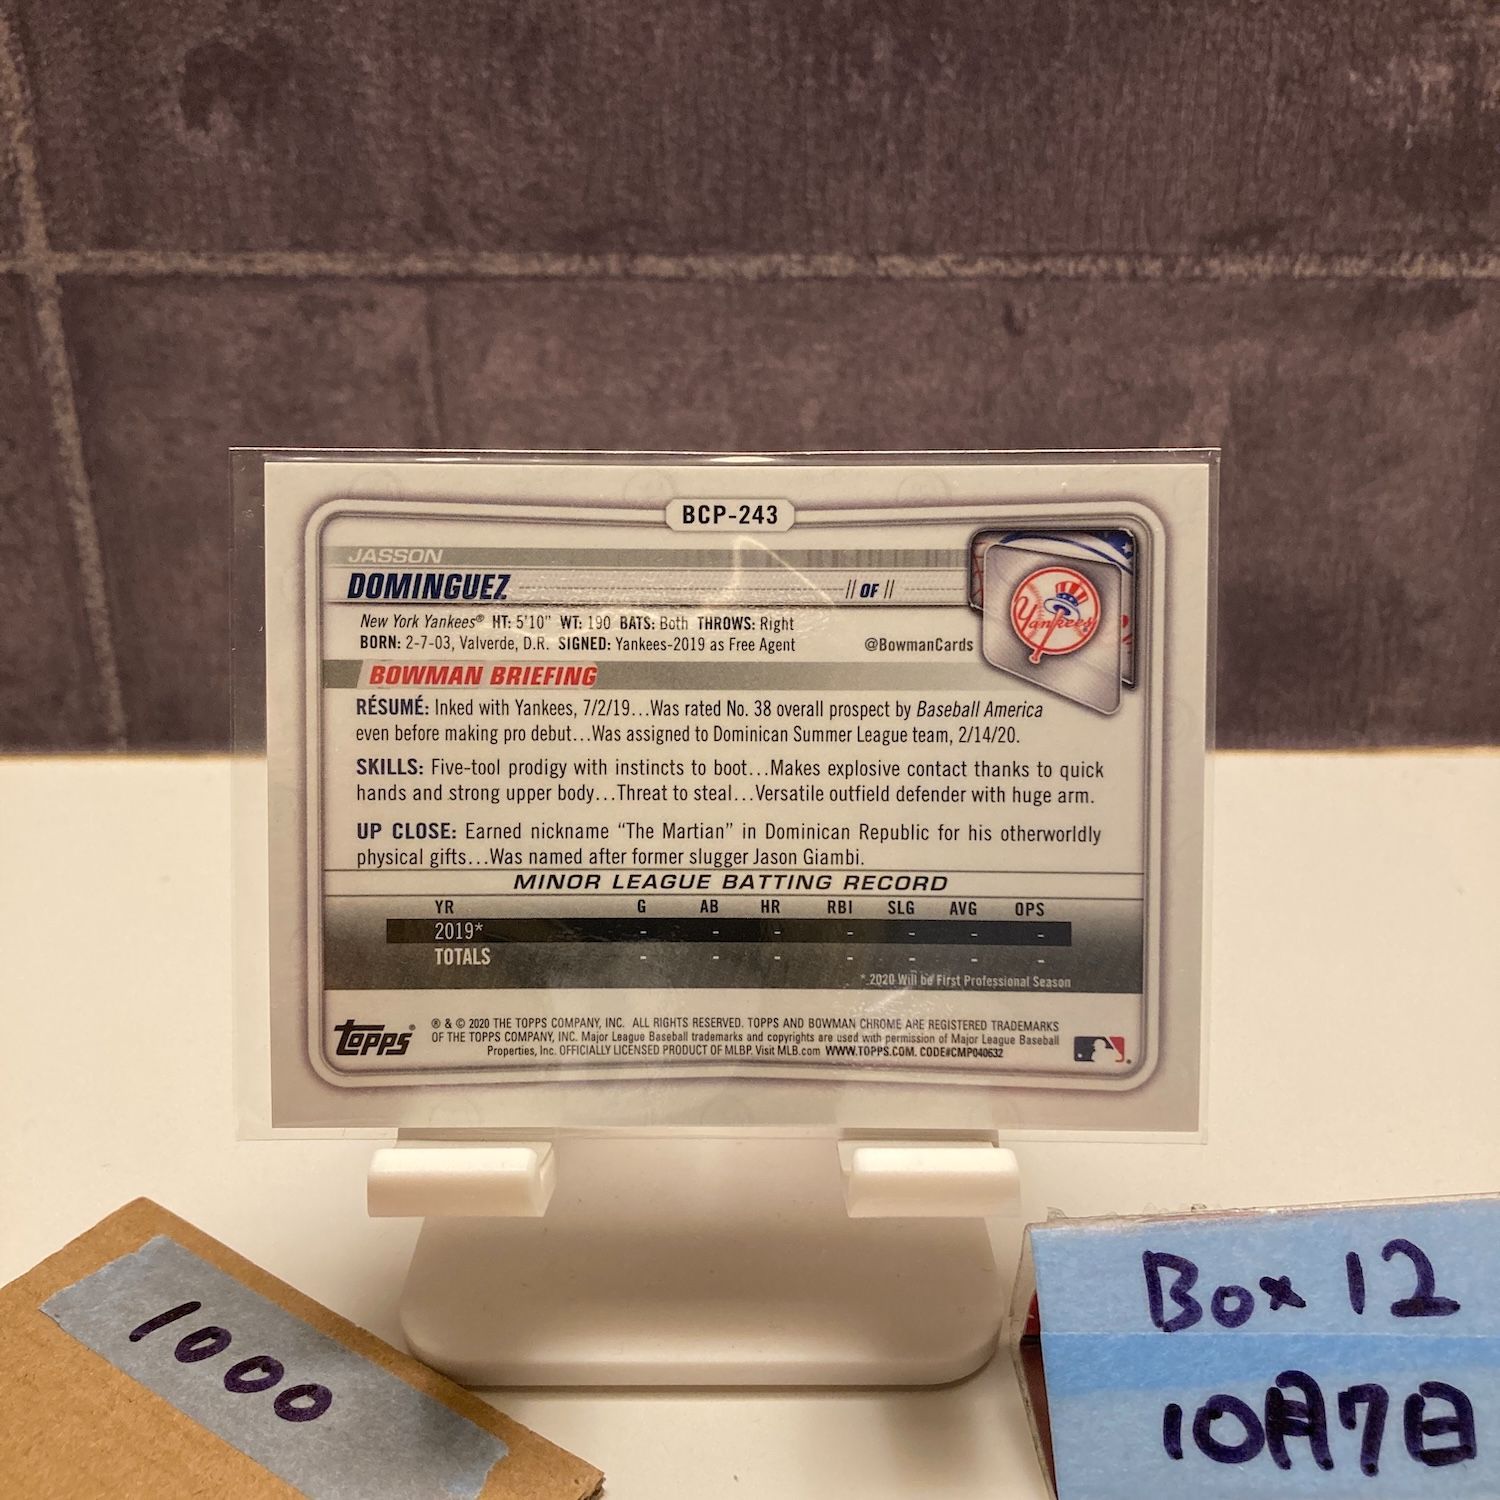 BCP-243
JASSON
DOMINGUEZ
// OF //
New York Yankees® HT: 5'10" WT: 190 BATS: Both THROWS: Right
BORN: 2-7-03, Valverde, D.R. SIGNED: Yankees-2019 as Free Agent
@BowmanCards
Yankees
BOWMAN BRIEFING
RÉSUMÉ: Inked with Yankees, 7/2/19...Was rated No. 38 overall prospect by Baseball America
even before making pro debut...Was assigned to Dominican Summer League team, 2/14/20.
SKILLS: Five-tool prodigy with instincts to boot...Makes explosive contact thanks to quick
hands and strong upper body...Threat to steal...Versatile outfield defender with huge arm.
UP CLOSE: Earned nickname “The Martian” in Dominican Republic for his otherworldly
physical gifts...Was named after former slugger Jason Giambi.
MINOR LEAGUE BATTING RECORD
YR G AB HR RBI SLG AVG OPS
2019* - - - - - - -
TOTALS - - - - - - -
* 2020 Will be First Professional Season
topps®
® & © 2020 THE TOPPS COMPANY, INC. ALL RIGHTS RESERVED. TOPPS AND BOWMAN CHROME ARE REGISTERED TRADEMARKS
OF THE TOPPS COMPANY, INC. Major League Baseball trademarks and copyrights are used with permission of Major League Baseball
Properties, Inc. OFFICIALLY LICENSED PRODUCT OF MLBP. Visit MLB.com WWW.TOPPS.COM. CODE#CMP040632
1000
Box 12
10月7日